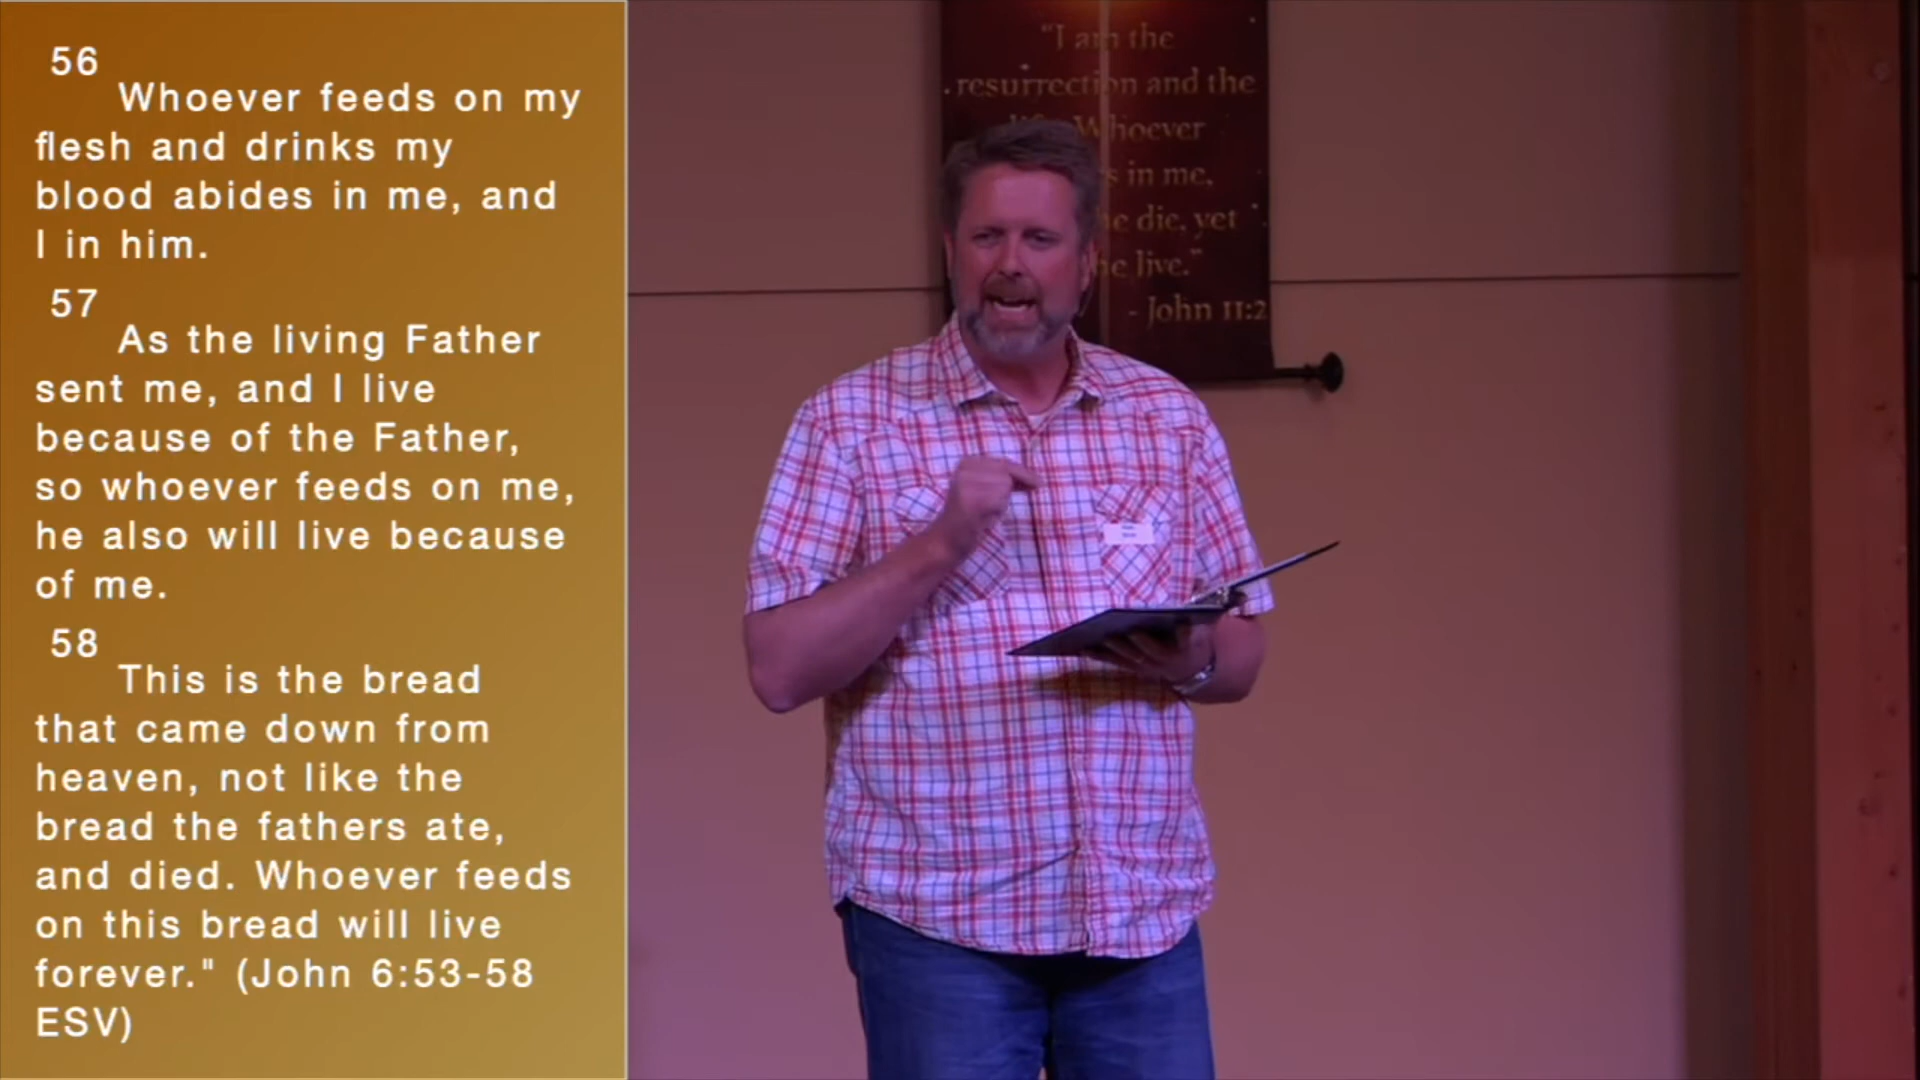 56
Whoever feeds on my
flesh and drinks my
blood abides in me, and
I in him.
57
As the living Father
sent me, and I live
because of the Father,
so whoever feeds on me,
he also will live because
of me.
58
This is the bread
that came down from
heaven, not like the
bread the fathers ate,
and died. Whoever feeds
on this bread will live
forever." (John 6:53-58
ESV)
"I am the
resurrection and the
Whoever
in me,
die, yet
live."
- John 11:2